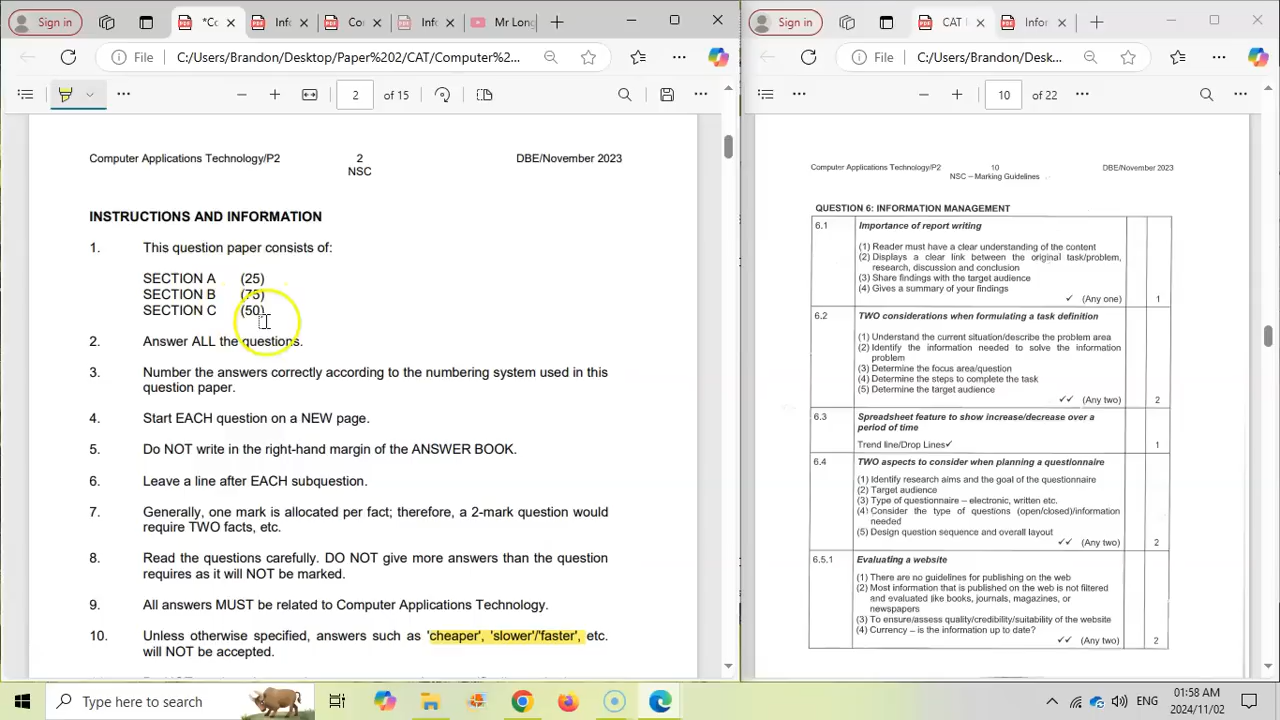 Sign in
*Co
Inf
Co
Info
Mr Long
Sign in
CAT I
Infor
File
C:/Users/Brandon/Desktop/Paper%202/CAT/Computer%2...
File
C:/Users/Brandon/Des...
2 of 15
10 of 22
Computer Applications Technology/P2 2 DBE/November 2023
NSC
INSTRUCTIONS AND INFORMATION
1. This question paper consists of:
SECTION A (25)
SECTION B (75)
SECTION C (50)
2. Answer ALL the questions.
3. Number the answers correctly according to the numbering system used in this
question paper.
4. Start EACH question on a NEW page.
5. Do NOT write in the right-hand margin of the ANSWER BOOK.
6. Leave a line after EACH subquestion.
7. Generally, one mark is allocated per fact; therefore, a 2-mark question would
require TWO facts, etc.
8. Read the questions carefully. DO NOT give more answers than the question
requires as it will NOT be marked.
9. All answers MUST be related to Computer Applications Technology.
10. Unless otherwise specified, answers such as 'cheaper', 'slower'/'faster', etc.
will NOT be accepted.
Computer Applications Technology/P2 10 DBE/November 2023
NSC – Marking Guidelines
QUESTION 6: INFORMATION MANAGEMENT
6.1 Importance of report writing
(1) Reader must have a clear understanding of the content
(2) Displays a clear link between the original task/problem,
research, discussion and conclusion
(3) Share findings with the target audience
(4) Gives a summary of your findings
✓ (Any one) 1
6.2 TWO considerations when formulating a task definition
(1) Understand the current situation/describe the problem area
(2) Identify the information needed to solve the information
problem
(3) Determine the focus area/question
(4) Determine the steps to complete the task
(5) Determine the target audience
✓✓ (Any two) 2
6.3 Spreadsheet feature to show increase/decrease over a
period of time
Trend line/Drop Lines✓ 1
6.4 TWO aspects to consider when planning a questionnaire
(1) Identify research aims and the goal of the questionnaire
(2) Target audience
(3) Type of questionnaire – electronic, written etc.
(4) Consider the type of questions (open/closed)/information
needed
(5) Design question sequence and overall layout
✓✓ (Any two) 2
6.5.1 Evaluating a website
(1) There are no guidelines for publishing on the web
(2) Most information that is published on the web is not filtered
and evaluated like books, journals, magazines, or
newspapers
(3) To ensure/assess quality/credibility/suitability of the website
(4) Currency – is the information up to date?
✓✓ (Any two) 2
Type here to search
ENG
01:58 AM
2024/11/02